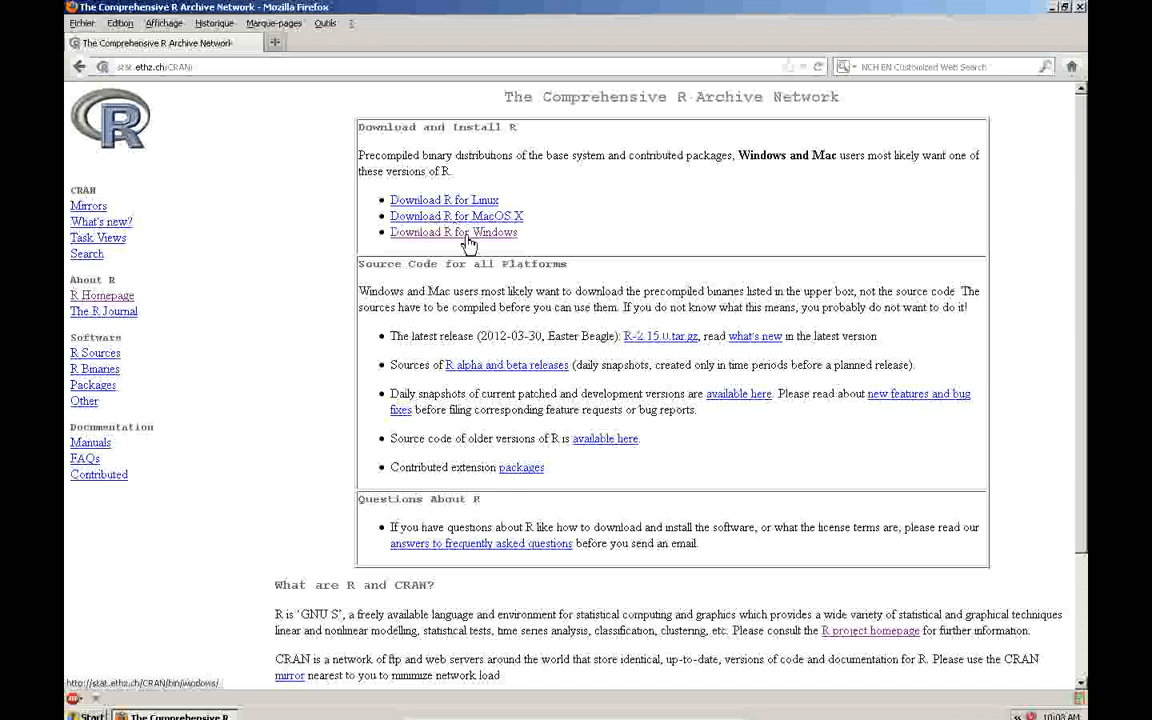 The Comprehensive R Archive Network - Mozilla Firefox
Fichier Edition Affichage Historique Marque-pages Outils ?
The Comprehensive R Archive Network
stat.ethz.ch/CRAN/
NCH EN Customized Web Search
R
The Comprehensive R Archive Network
CRAN
Mirrors
What's new?
Task Views
Search
About R
R Homepage
The R Journal
Software
R Sources
R Binaries
Packages
Other
Documentation
Manuals
FAQs
Contributed
Download and Install R
Precompiled binary distributions of the base system and contributed packages, Windows and Mac users most likely want one of
these versions of R.
Download R for Linux
Download R for MacOS X
Download R for Windows
Source Code for all Platforms
Windows and Mac users most likely want to download the precompiled binaries listed in the upper box, not the source code. The
sources have to be compiled before you can use them. If you do not know what this means, you probably do not want to do it!
The latest release (2012-03-30, Easter Beagle): R-2.15.0.tar.gz, read what's new in the latest version
Sources of R alpha and beta releases (daily snapshots, created only in time periods before a planned release).
Daily snapshots of current patched and development versions are available here. Please read about new features and bug
fixes before filing corresponding feature requests or bug reports.
Source code of older versions of R is available here.
Contributed extension packages
Questions About R
If you have questions about R like how to download and install the software, or what the license terms are, please read our
answers to frequently asked questions before you send an email.
What are R and CRAN?
R is 'GNU S', a freely available language and environment for statistical computing and graphics which provides a wide variety of statistical and graphical techniques
linear and nonlinear modelling, statistical tests, time series analysis, classification, clustering, etc. Please consult the R project homepage for further information.
CRAN is a network of ftp and web servers around the world that store identical, up-to-date, versions of code and documentation for R. Please use the CRAN
mirror nearest to you to minimize network load
http://stat.ethz.ch/CRAN/bin/windows/
Start The Comprehensive R 10:08 AM